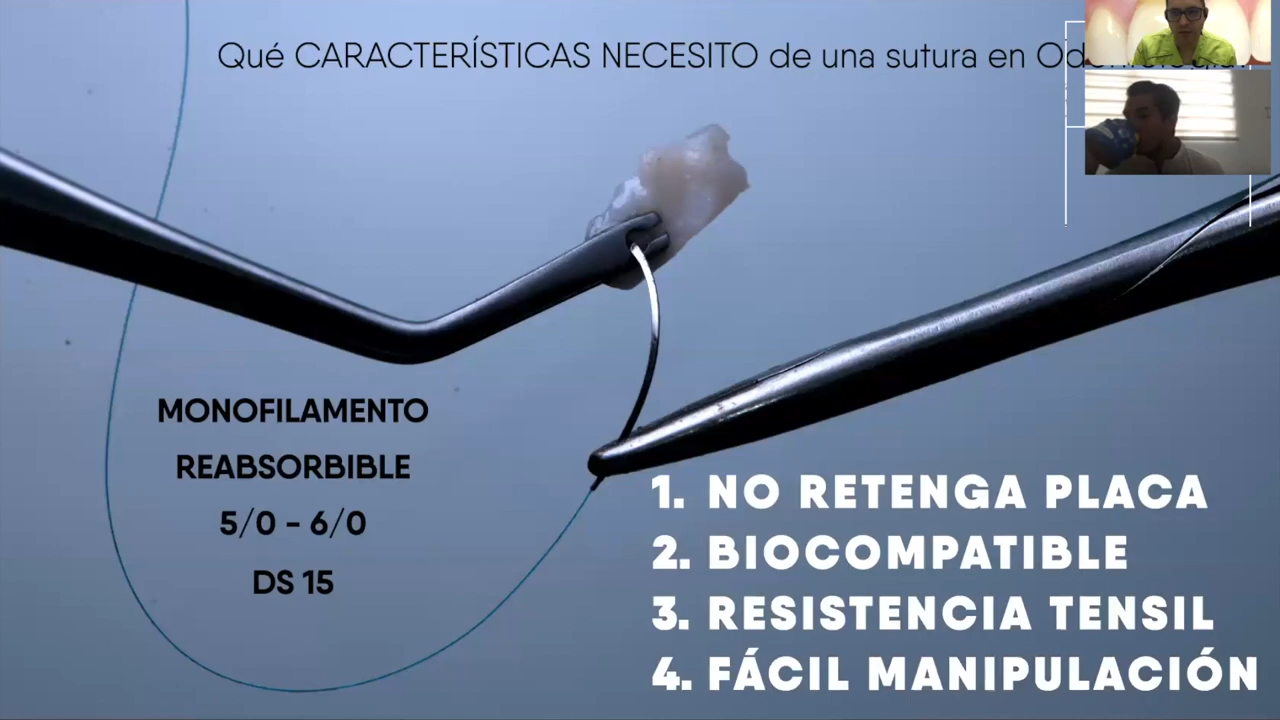 Qué CARACTERÍSTICAS NECESITO de una sutura en
MONOFILAMENTO
REABSORBIBLE
5/0 - 6/0
DS 15
1. NO RETENGA PLACA
2. BIOCOMPATIBLE
3. RESISTENCIA TENSIL
4. FÁCIL MANIPULACIÓN